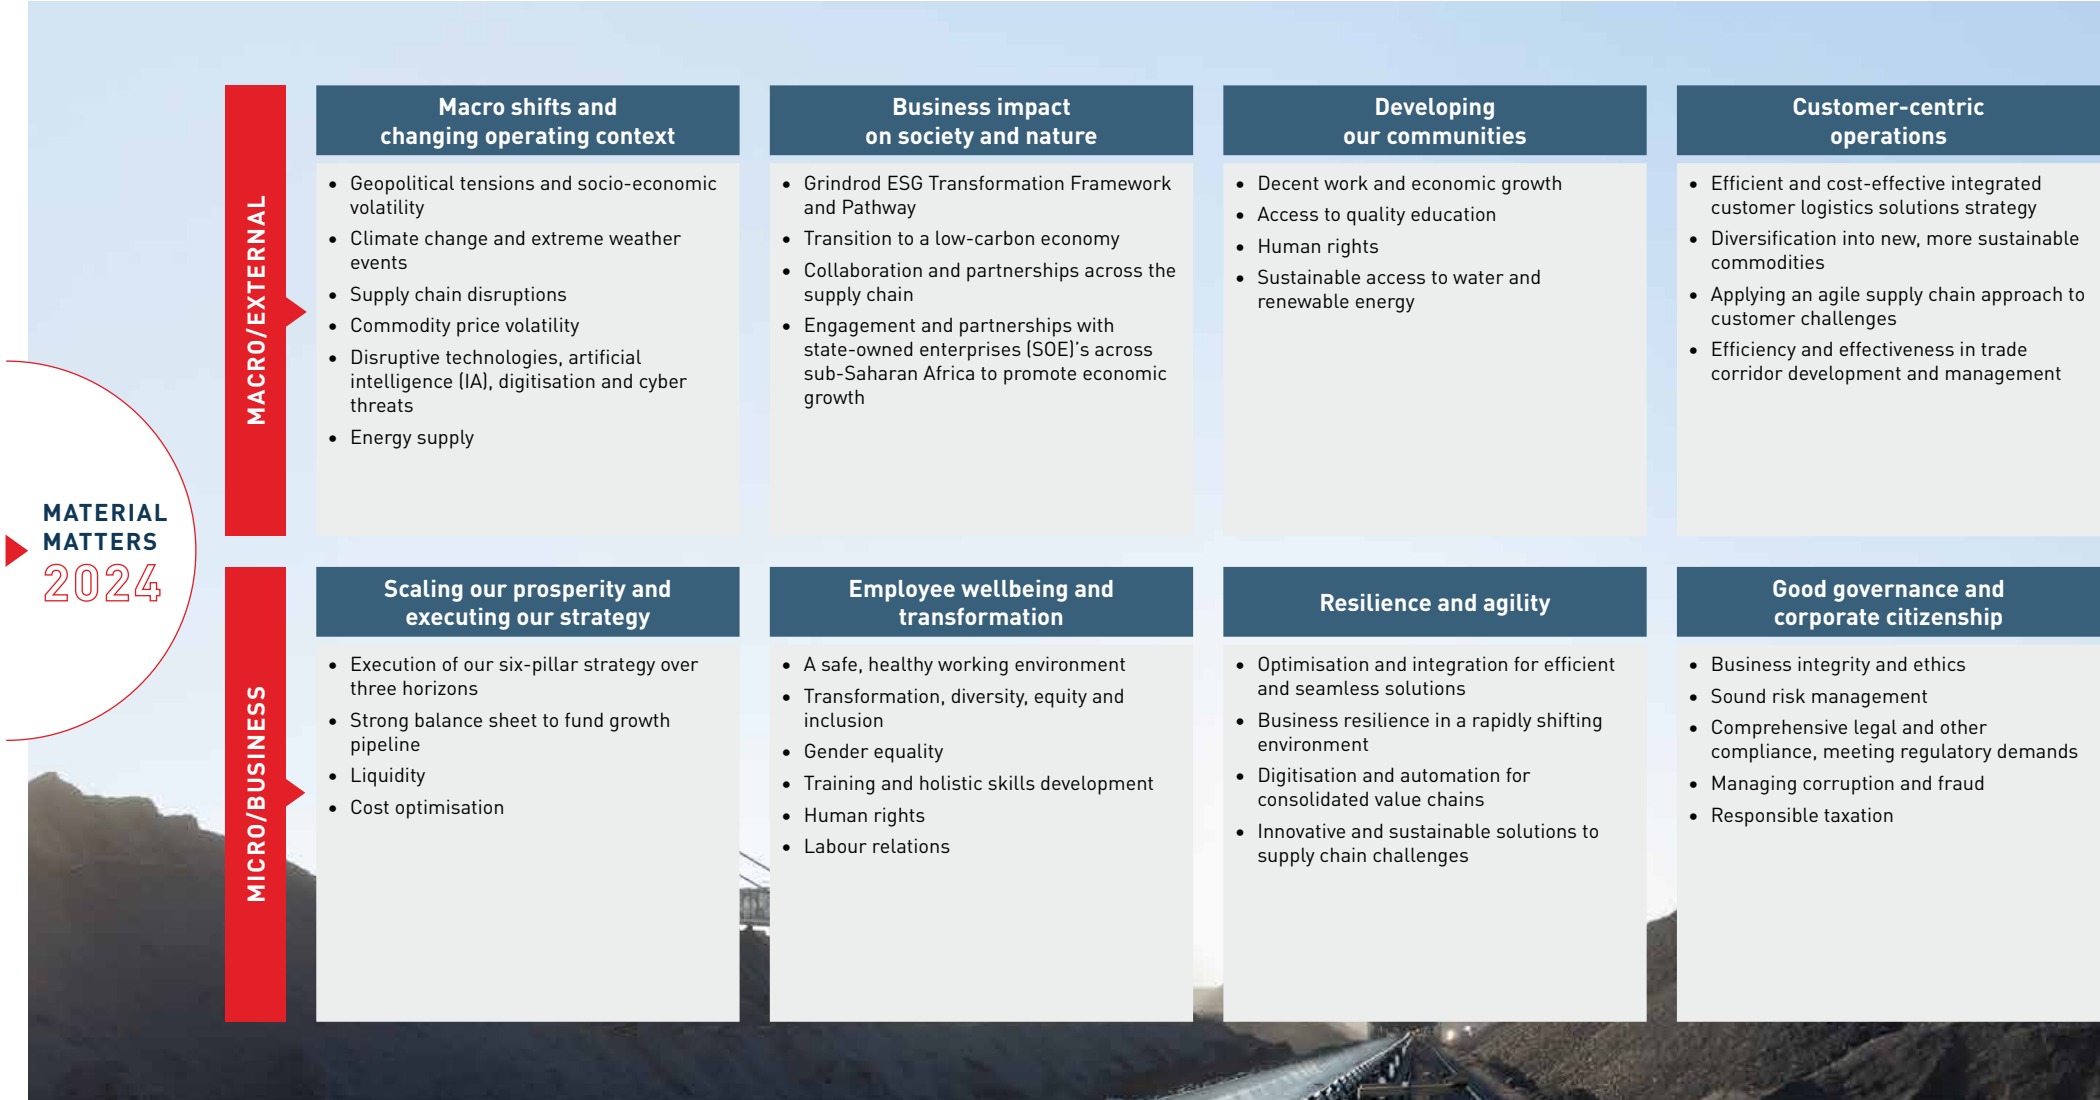 MATERIAL
MATTERS
2024
MACRO/EXTERNAL
Macro shifts and
changing operating context
• Geopolitical tensions and socio-economic
volatility
• Climate change and extreme weather
events
• Supply chain disruptions
• Commodity price volatility
• Disruptive technologies, artificial
intelligence (IA), digitisation and cyber
threats
• Energy supply
Business impact
on society and nature
• Grindrod ESG Transformation Framework
and Pathway
• Transition to a low-carbon economy
• Collaboration and partnerships across the
supply chain
• Engagement and partnerships with
state-owned enterprises (SOE)'s across
sub-Saharan Africa to promote economic
growth
Developing
our communities
• Decent work and economic growth
• Access to quality education
• Human rights
• Sustainable access to water and
renewable energy
Customer-centric
operations
• Efficient and cost-effective integrated
customer logistics solutions strategy
• Diversification into new, more sustainable
commodities
• Applying an agile supply chain approach to
customer challenges
• Efficiency and effectiveness in trade
corridor development and management
MICRO/BUSINESS
Scaling our prosperity and
executing our strategy
• Execution of our six-pillar strategy over
three horizons
• Strong balance sheet to fund growth
pipeline
• Liquidity
• Cost optimisation
Employee wellbeing and
transformation
• A safe, healthy working environment
• Transformation, diversity, equity and
inclusion
• Gender equality
• Training and holistic skills development
• Human rights
• Labour relations
Resilience and agility
• Optimisation and integration for efficient
and seamless solutions
• Business resilience in a rapidly shifting
environment
• Digitisation and automation for
consolidated value chains
• Innovative and sustainable solutions to
supply chain challenges
Good governance and
corporate citizenship
• Business integrity and ethics
• Sound risk management
• Comprehensive legal and other
compliance, meeting regulatory demands
• Managing corruption and fraud
• Responsible taxation